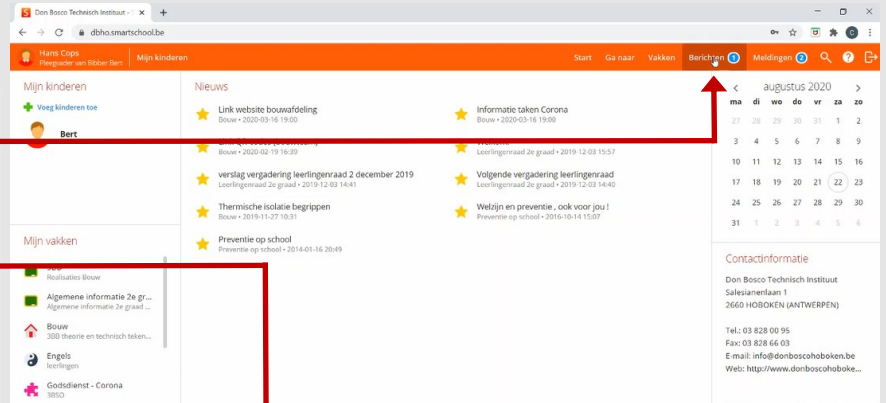 Don Bosco Technisch Instituut -
dbho.smartschool.be
Hans Cops
Pleegvader van Bibber Bert
Mijn kinderen
Start Ga naar Vakken Berichten 1 Meldingen 2
Mijn kinderen
Voeg kinderen toe
Bert
Mijn vakken
3BB
Realisaties Bouw
Algemene informatie 2e gr...
Algemene informatie 2e graad ...
Bouw
3BB theorie en technisch teken...
Engels
leerlingen
Godsdienst - Corona
3BSO
Nieuws
Link website bouwafdeling
Bouw • 2020-03-16 19:00
Bouw • 2020-02-19 16:39
verslag vergadering leerlingenraad 2 december 2019
Leerlingenraad 2e graad • 2019-12-03 14:41
Thermische isolatie begrippen
Bouw • 2019-11-27 10:31
Preventie op school
Preventie op school • 2014-01-16 20:49
Informatie taken Corona
Bouw • 2020-03-16 19:00
Leerlingenraad 2e graad • 2019-12-03 15:57
Volgende vergadering leerlingenraad
Leerlingenraad 2e graad • 2019-12-03 14:40
Welzijn en preventie , ook voor jou !
Preventie op school • 2016-10-14 15:07
augustus 2020
ma di wo do vr za zo
27 28 29 30 31 1 2
3 4 5 6 7 8 9
10 11 12 13 14 15 16
17 18 19 20 21 22 23
24 25 26 27 28 29 30
31 1 2 3 4 5 6
Contactinformatie
Don Bosco Technisch Instituut
Salesianenlaan 1
2660 HOBOKEN (ANTWERPEN)
Tel.: 03 828 00 95
Fax: 03 828 66 03
E-mail: info@donboscohoboken.be
Web: http://www.donboscohoboke...